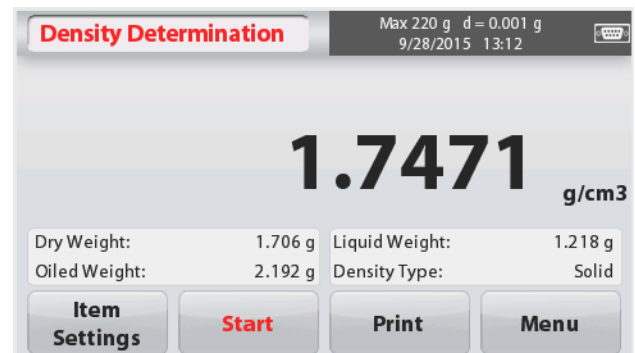 Density Determination
Max 220 g d = 0.001 g
9/28/2015 13:12
1.7471 g/cm3
Dry Weight: 1.706 g
Liquid Weight: 1.218 g
Oiled Weight: 2.192 g
Density Type: Solid
Item Settings
Start
Print
Menu